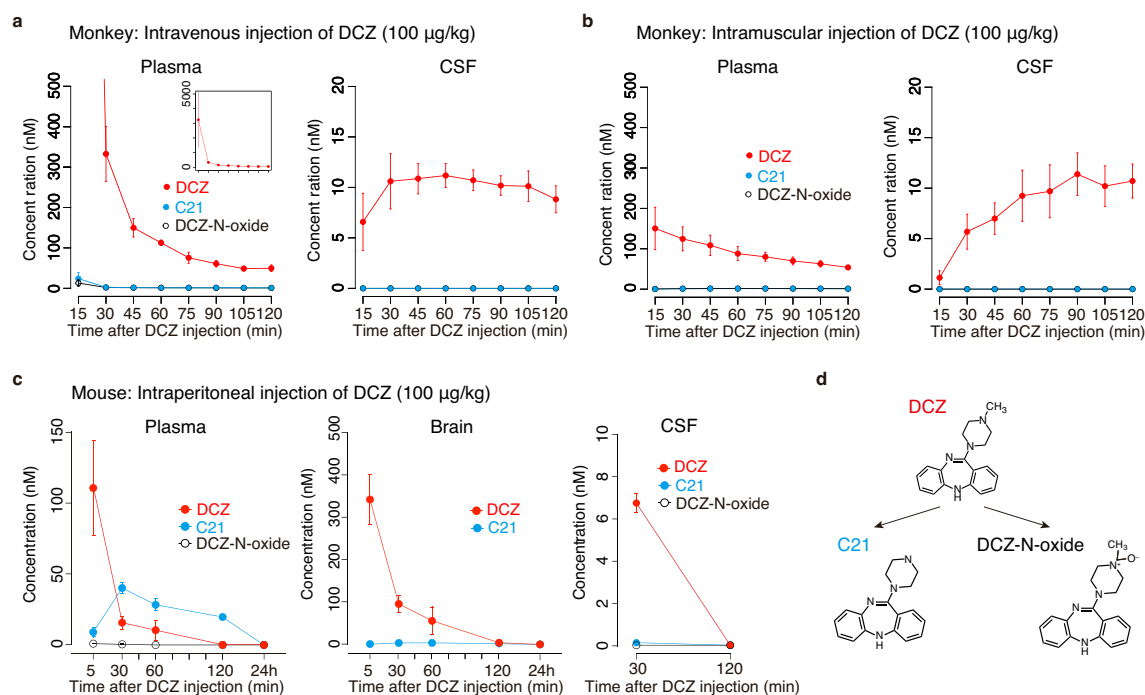 a
Monkey: Intravenous injection of DCZ (100 µg/kg)
Plasma
500
400
300
200
100
0
Concent ration (nM)
5000
0
DCZ
C21
DCZ-N-oxide
15 30 45 60 75 90 105 120
Time after DCZ injection (min)
CSF
20
15
10
5
0
Concent ration (nM)
15 30 45 60 75 90 105 120
Time after DCZ injection (min)
b
Monkey: Intramuscular injection of DCZ (100 µg/kg)
Plasma
500
400
300
200
100
0
Concent ration (nM)
DCZ
C21
DCZ-N-oxide
15 30 45 60 75 90 105 120
Time after DCZ injection (min)
CSF
20
15
10
5
0
Concent ration (nM)
15 30 45 60 75 90 105 120
Time after DCZ injection (min)
c
Mouse: Intraperitoneal injection of DCZ (100 µg/kg)
Plasma
150
100
50
0
Concentration (nM)
DCZ
C21
DCZ-N-oxide
5 30 60 120 24h
Time after DCZ injection (min)
Brain
500
400
300
200
100
0
Concentration (nM)
DCZ
C21
5 30 60 120 24h
Time after DCZ injection (min)
CSF
10
8
6
4
2
0
Concentration (nM)
DCZ
C21
DCZ-N-oxide
30 120
Time after DCZ injection (min)
d
DCZ
CH3
N
N
N
N
H
C21
N
N
N
N
H
DCZ-N-oxide
CH3
N+ O-
N
N
N
H